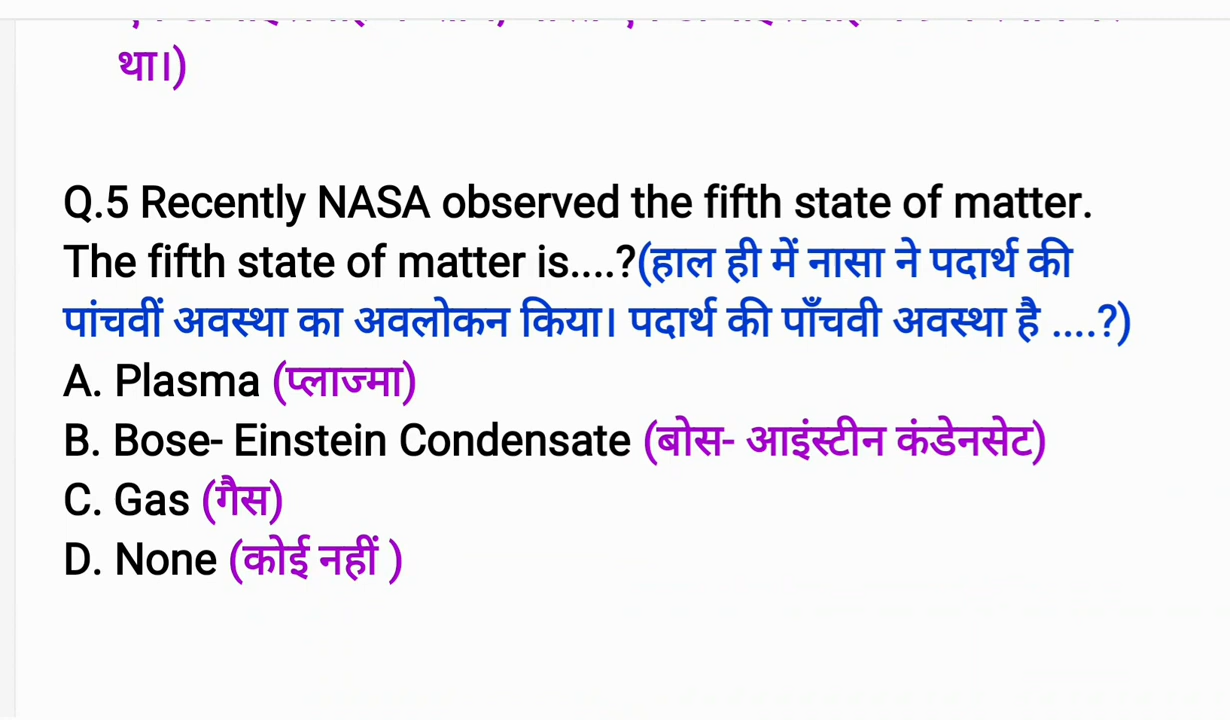 था।)
Q.5 Recently NASA observed the fifth state of matter.
The fifth state of matter is....?(हाल ही में नासा ने पदार्थ की
पांचवीं अवस्था का अवलोकन किया। पदार्थ की पाँचवी अवस्था है ....?)
A. Plasma (प्लाज्मा)
B. Bose- Einstein Condensate (बोस- आइंस्टीन कंडेनसेट)
C. Gas (गैस)
D. None (कोई नहीं )